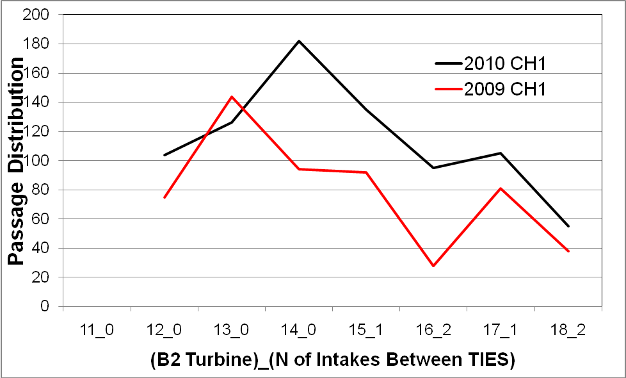 200
180
160
140
120
100
80
60
40
20
0
Passage Distribution
2010 CH1
2009 CH1
11_0 12_0 13_0 14_0 15_1 16_2 17_1 18_2
(B2 Turbine)_(N of Intakes Between TIES)